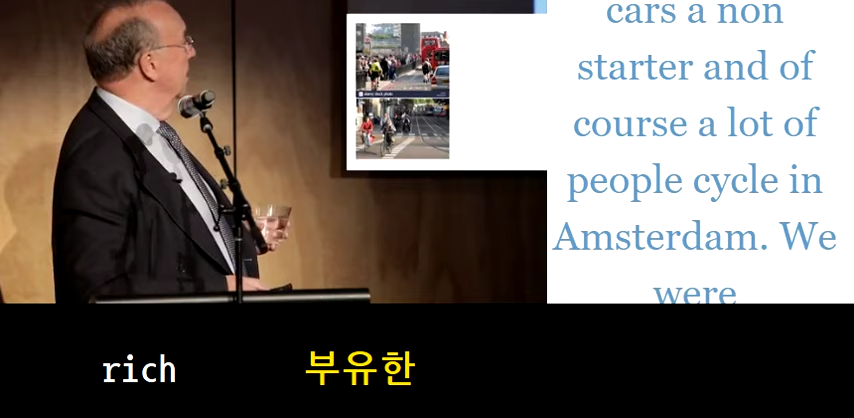 cars a non
starter and of
course a lot of
people cycle in
Amsterdam. We
were
rich 부유한